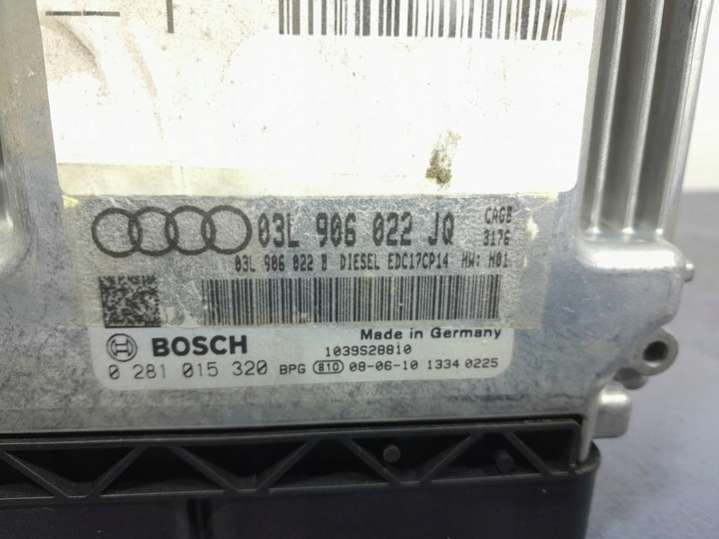 03L 906 022 JQ CAGB
3176
03L 906 022 B DIESEL EDC17CP14 HW: H01
Made in Germany
BOSCH 1039S28810
0 281 015 320 BPG 810 08-06-10 1334 0225